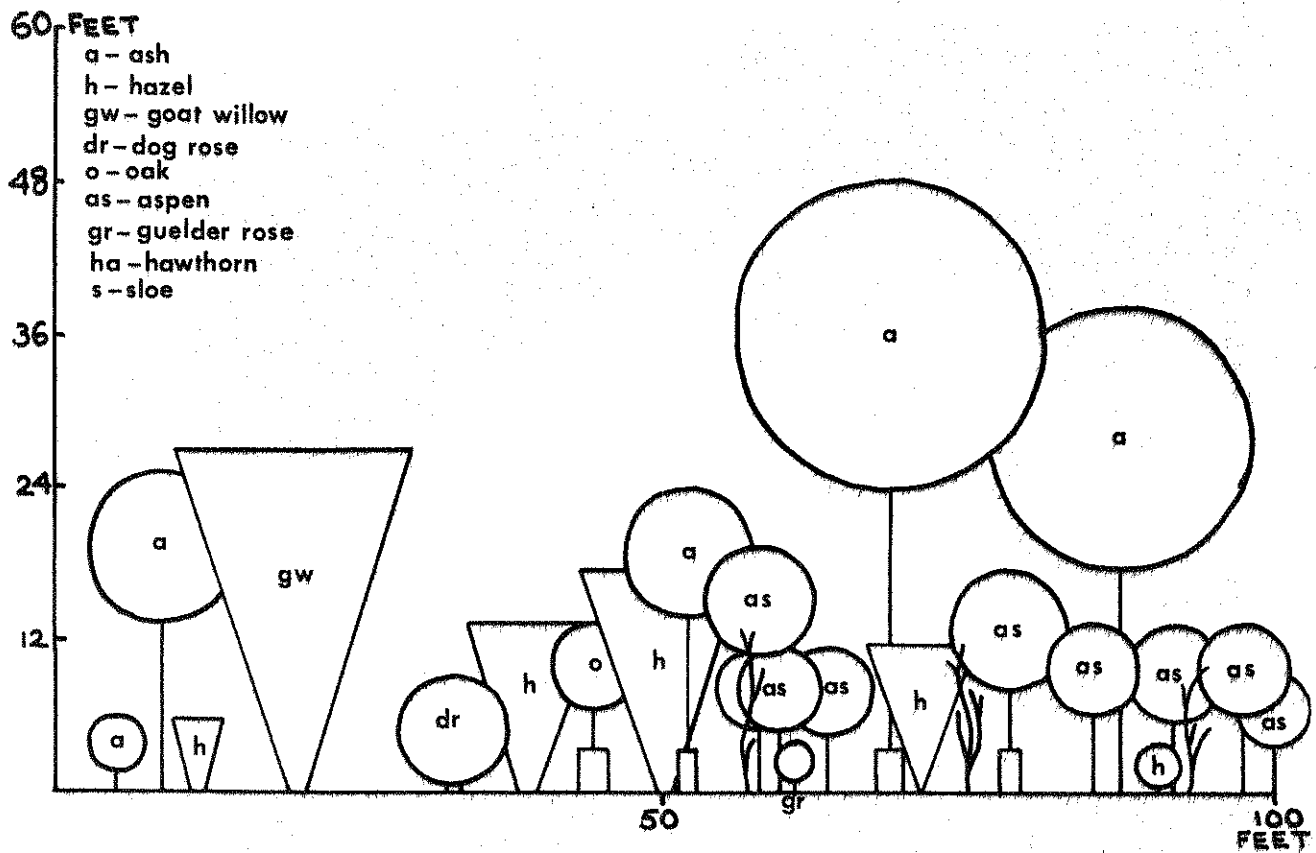 60 FEET
a – ash
h – hazel
gw – goat willow
dr – dog rose
o – oak
as – aspen
gr – guelder rose
ha – hawthorn
s – sloe
48
36
24
12
a
a
a
gw
a
as
h
o
h
dr
a
h
as
as
h
as
as
as
as
as
h
gr
50
100
FEET